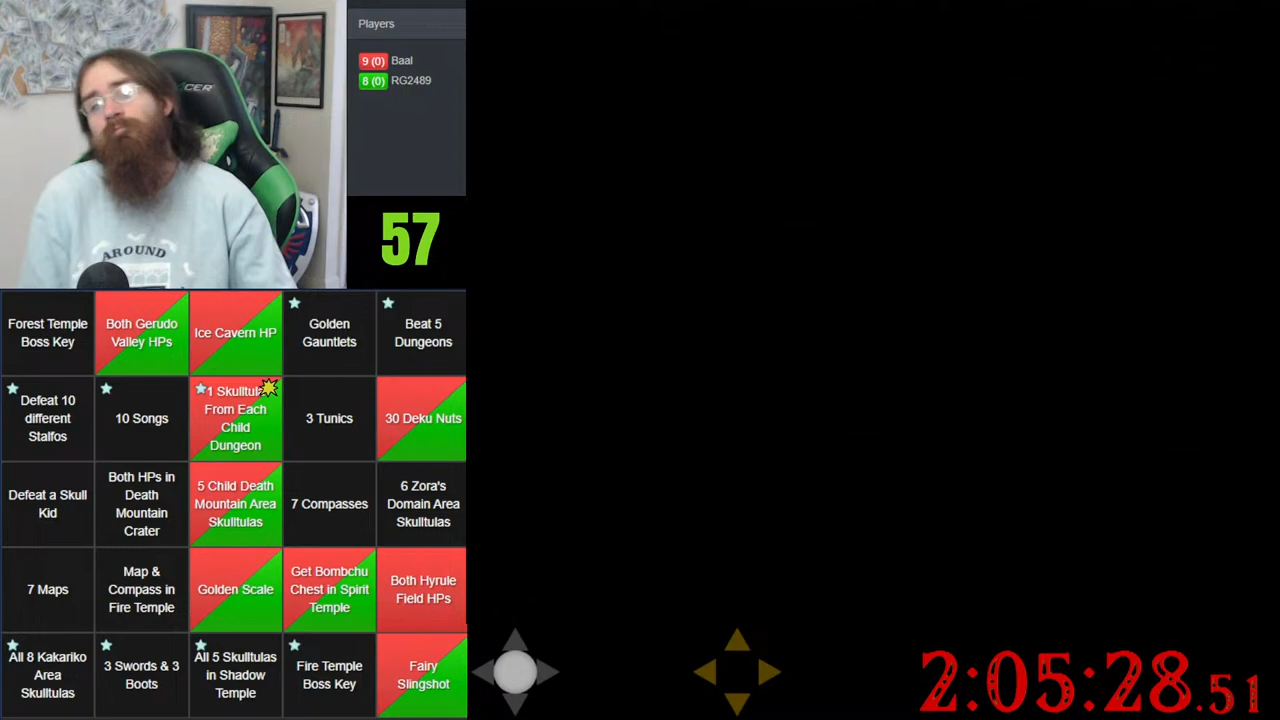 Players
9 (0) Baal
8 (0) RG2489
CER
AROUND
57
Forest Temple
Boss Key
Both Gerudo
Valley HPs
Ice Cavern HP
Golden
Gauntlets
Beat 5
Dungeons
Defeat 10
different
Stalfos
10 Songs
From Each
Child
Dungeon
3 Tunics
30 Deku Nuts
Defeat a Skull
Kid
Both HPs in
Death
Mountain
Crater
5 Child Death
Mountain Area
Skulltulas
7 Compasses
6 Zora's
Domain Area
Skulltulas
7 Maps
Map &
Compass in
Fire Temple
Golden Scale
Get Bombchu
Chest in Spirit
Temple
Both Hyrule
Field HPs
All 8 Kakariko
Area
Skulltulas
3 Swords & 3
Boots
All 5 Skulltulas
in Shadow
Temple
Fire Temple
Boss Key
Fairy
Slingshot
2:05:28.51